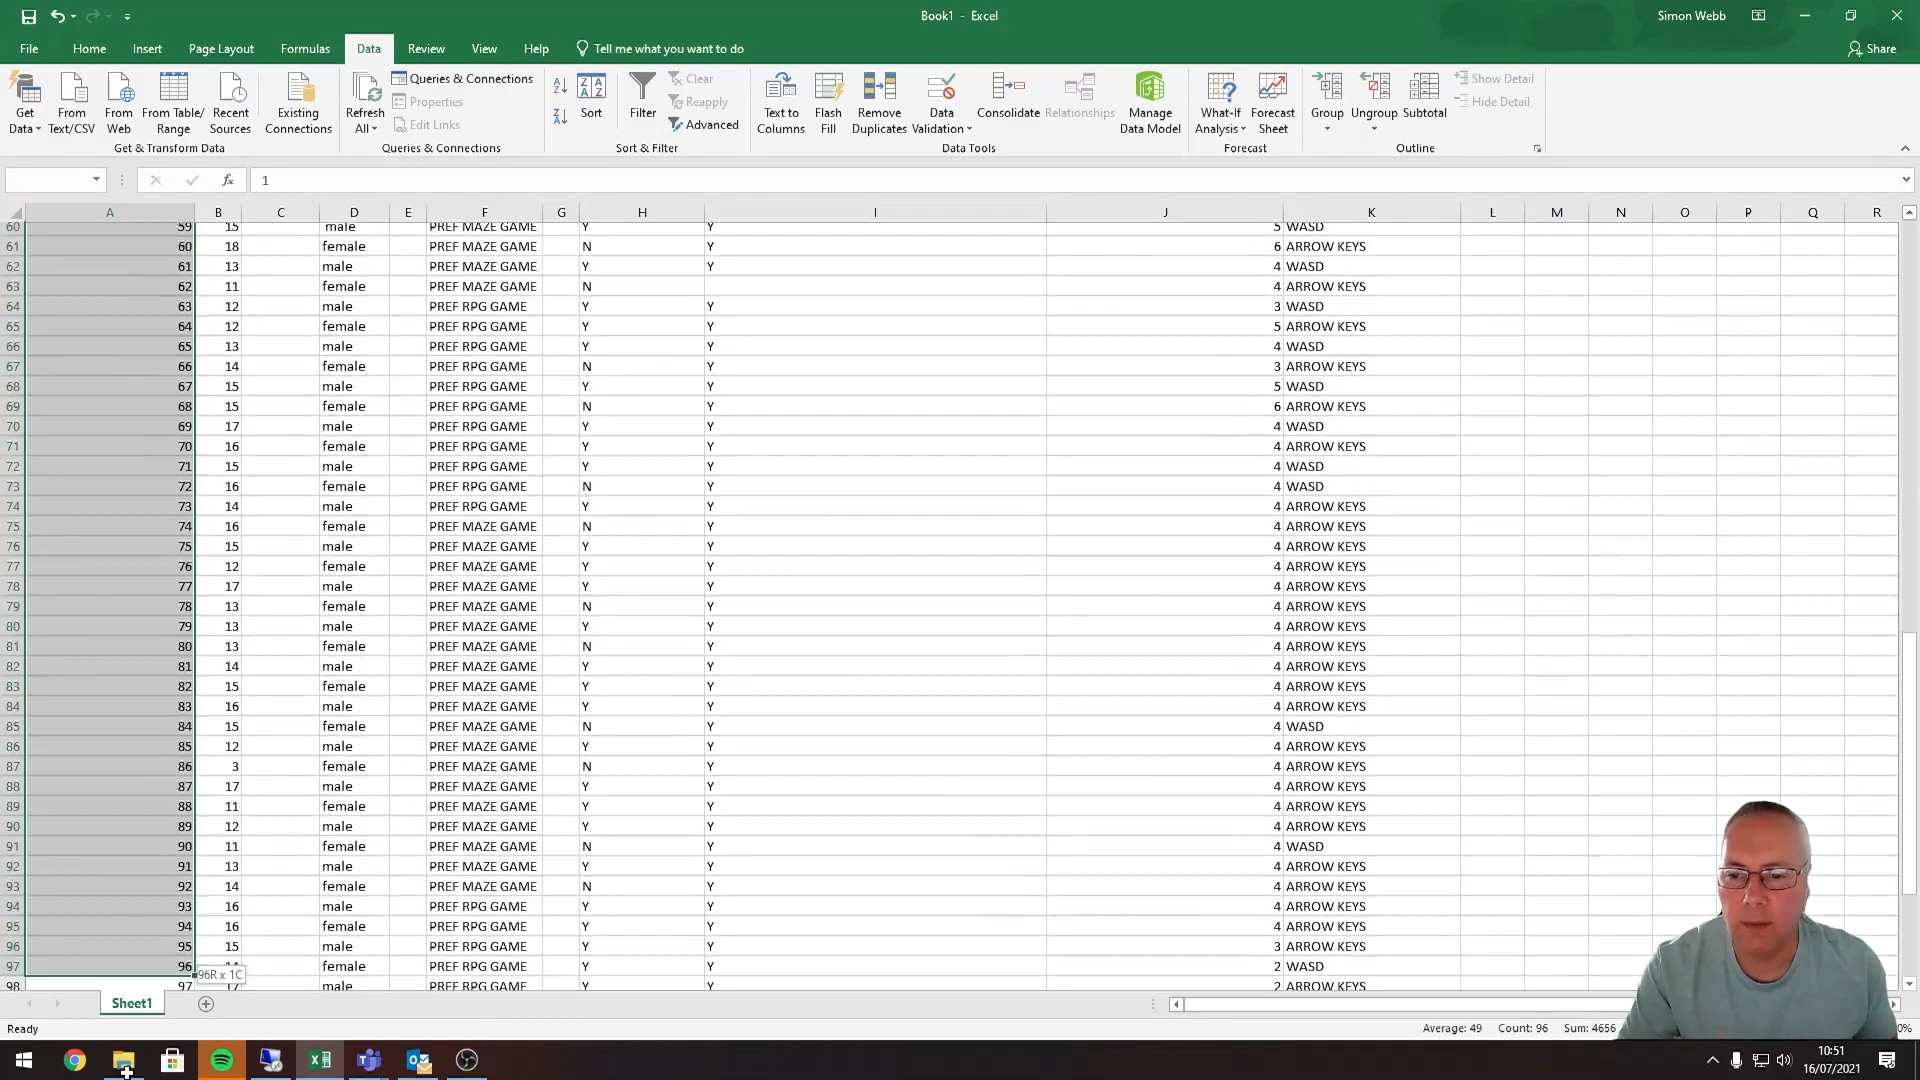 Book1 - Excel
Simon Webb
File Home Insert Page Layout Formulas Data Review View Help Tell me what you want to do
Share
Get Data
From Text/CSV
From Web
From Table/ Range
Recent Sources
Existing Connections
Refresh All
Queries & Connections
Properties
Edit Links
Sort
Filter
Clear
Reapply
Advanced
Text to Columns
Flash Fill
Remove Duplicates
Data Validation
Consolidate
Relationships
Manage Data Model
What-If Analysis
Forecast Sheet
Group
Ungroup
Subtotal
Show Detail
Hide Detail
Get & Transform Data
Queries & Connections
Sort & Filter
Data Tools
Forecast
Outline
fx 1
A B C D E F G H I J K L M N O P Q R
60 59 15 male PREF MAZE GAME Y Y 5 WASD
61 60 18 female PREF MAZE GAME N Y 6 ARROW KEYS
62 61 13 male PREF MAZE GAME Y Y 4 WASD
63 62 11 female PREF MAZE GAME N 4 ARROW KEYS
64 63 12 male PREF RPG GAME Y Y 3 WASD
65 64 12 female PREF RPG GAME Y Y 5 ARROW KEYS
66 65 13 male PREF RPG GAME Y Y 4 WASD
67 66 14 female PREF RPG GAME N Y 3 ARROW KEYS
68 67 15 male PREF RPG GAME Y Y 5 WASD
69 68 15 female PREF RPG GAME N Y 6 ARROW KEYS
70 69 17 male PREF RPG GAME Y Y 4 WASD
71 70 16 female PREF RPG GAME Y Y 4 ARROW KEYS
72 71 15 male PREF RPG GAME Y Y 4 WASD
73 72 16 female PREF RPG GAME N Y 4 WASD
74 73 14 male PREF RPG GAME Y Y 4 ARROW KEYS
75 74 16 female PREF MAZE GAME N Y 4 ARROW KEYS
76 75 15 male PREF MAZE GAME Y Y 4 ARROW KEYS
77 76 12 female PREF MAZE GAME Y Y 4 ARROW KEYS
78 77 17 male PREF MAZE GAME Y Y 4 ARROW KEYS
79 78 13 female PREF MAZE GAME N Y 4 ARROW KEYS
80 79 13 male PREF MAZE GAME Y Y 4 ARROW KEYS
81 80 13 female PREF MAZE GAME N Y 4 ARROW KEYS
82 81 14 male PREF MAZE GAME Y Y 4 ARROW KEYS
83 82 15 female PREF MAZE GAME Y Y 4 ARROW KEYS
84 83 16 male PREF MAZE GAME Y Y 4 ARROW KEYS
85 84 15 female PREF MAZE GAME N Y 4 WASD
86 85 12 male PREF MAZE GAME Y Y 4 ARROW KEYS
87 86 3 female PREF MAZE GAME N Y 4 ARROW KEYS
88 87 17 male PREF MAZE GAME Y Y 4 ARROW KEYS
89 88 11 female PREF MAZE GAME Y Y 4 ARROW KEYS
90 89 12 male PREF MAZE GAME Y Y 4 ARROW KEYS
91 90 11 female PREF MAZE GAME N Y 4 WASD
92 91 13 male PREF MAZE GAME Y Y 4 ARROW KEYS
93 92 14 female PREF MAZE GAME N Y 4 ARROW KEYS
94 93 16 male PREF RPG GAME Y Y 4 ARROW KEYS
95 94 16 female PREF RPG GAME Y Y 4 ARROW KEYS
96 95 15 male PREF RPG GAME Y Y 3 ARROW KEYS
97 96 female PREF RPG GAME Y Y 2 WASD
96R x 1C
98 97 17 male PREF RPG GAME Y Y 2 ARROW KEYS
Sheet1
Ready
Average: 49 Count: 96 Sum: 4656
0%
10:51
16/07/2021